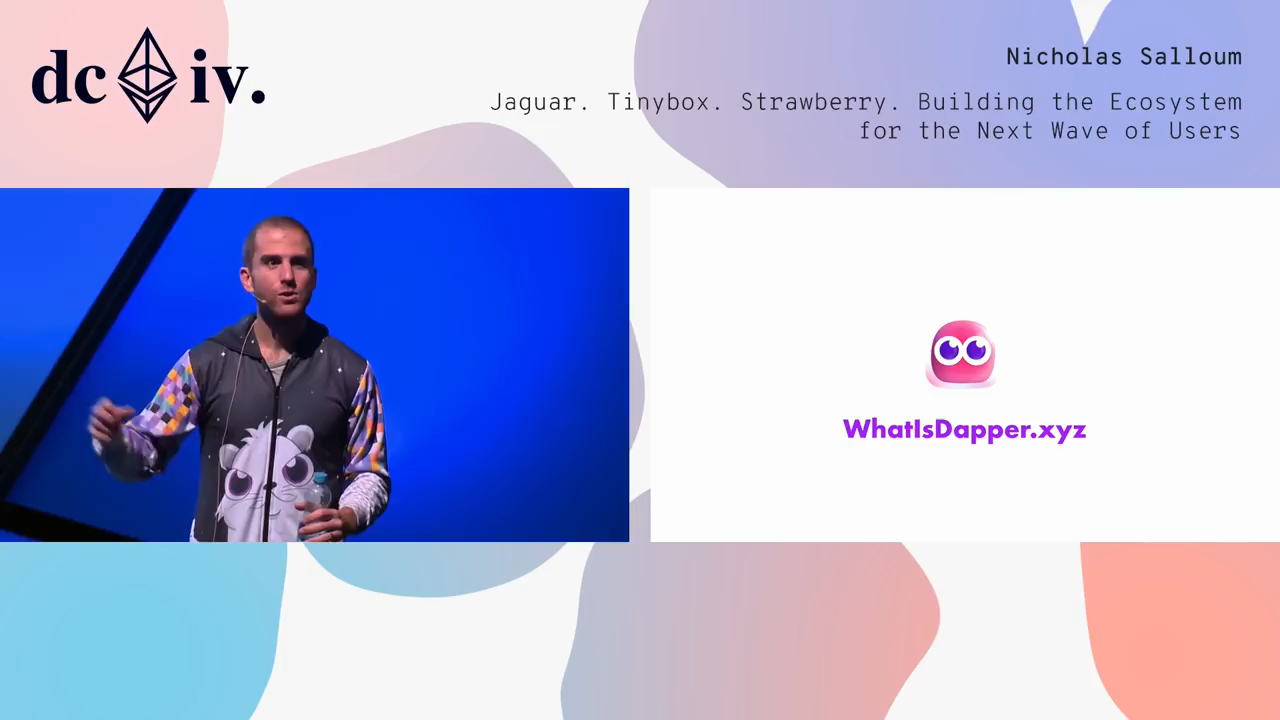 dc iv.
Nicholas Salloum
Jaguar. Tinybox. Strawberry. Building the Ecosystem
for the Next Wave of Users
WhatIsDapper.xyz